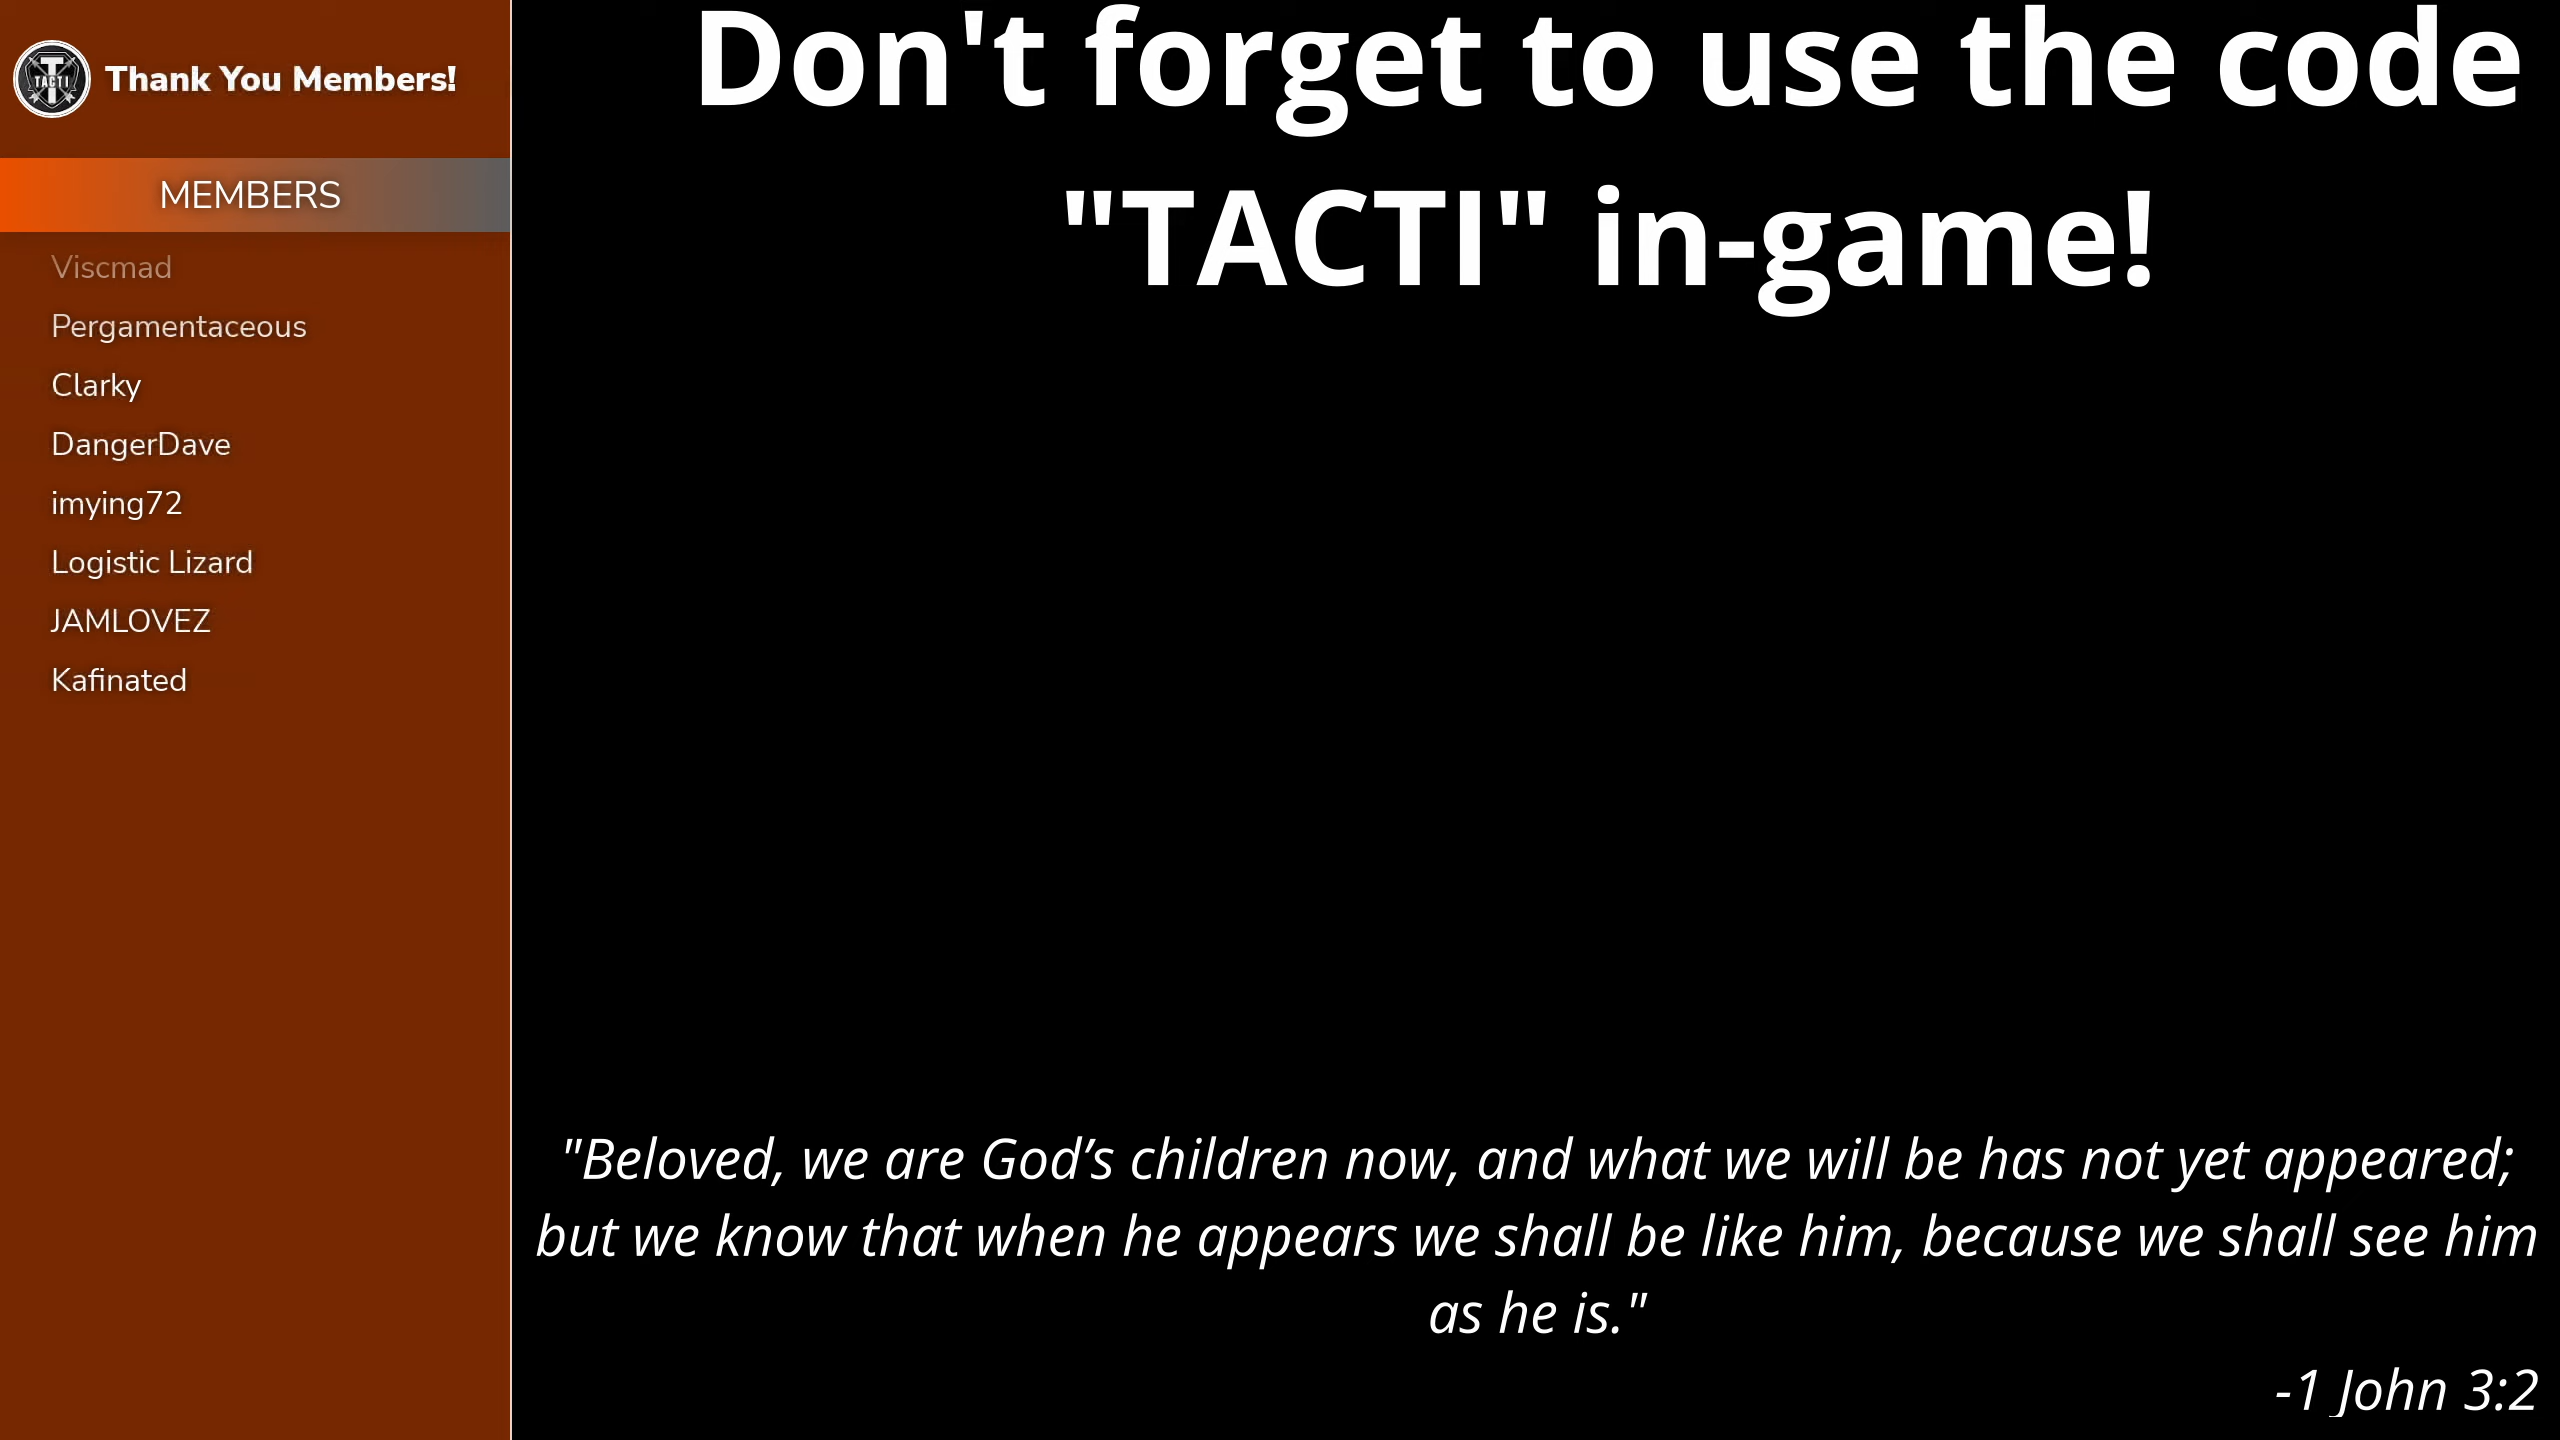 TACTI
Thank You Members!
MEMBERS
Viscmad
Pergamentaceous
Clarky
DangerDave
imying72
Logistic Lizard
JAMLOVEZ
Kafinated
Don't forget to use the code
"TACTI" in-game!
"Beloved, we are God’s children now, and what we will be has not yet appeared;
but we know that when he appears we shall be like him, because we shall see him
as he is."
-1 John 3:2